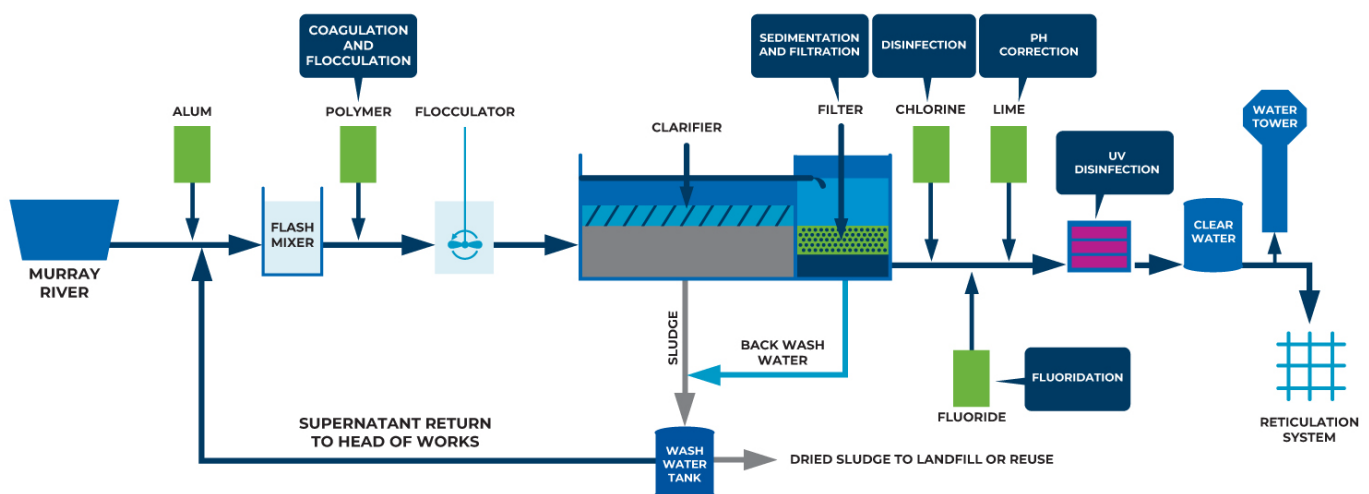 COAGULATION
AND
FLOCCULATION
SEDIMENTATION
AND FILTRATION
DISINFECTION
PH
CORRECTION
ALUM
POLYMER
FLOCCULATOR
CLARIFIER
FILTER
CHLORINE
LIME
WATER
TOWER
UV
DISINFECTION
FLASH
MIXER
CLEAR
WATER
MURRAY
RIVER
SLUDGE
BACK WASH
WATER
FLUORIDATION
FLUORIDE
RETICULATION
SYSTEM
SUPERNATANT RETURN
TO HEAD OF WORKS
WASH
WATER
TANK
DRIED SLUDGE TO LANDFILL OR REUSE